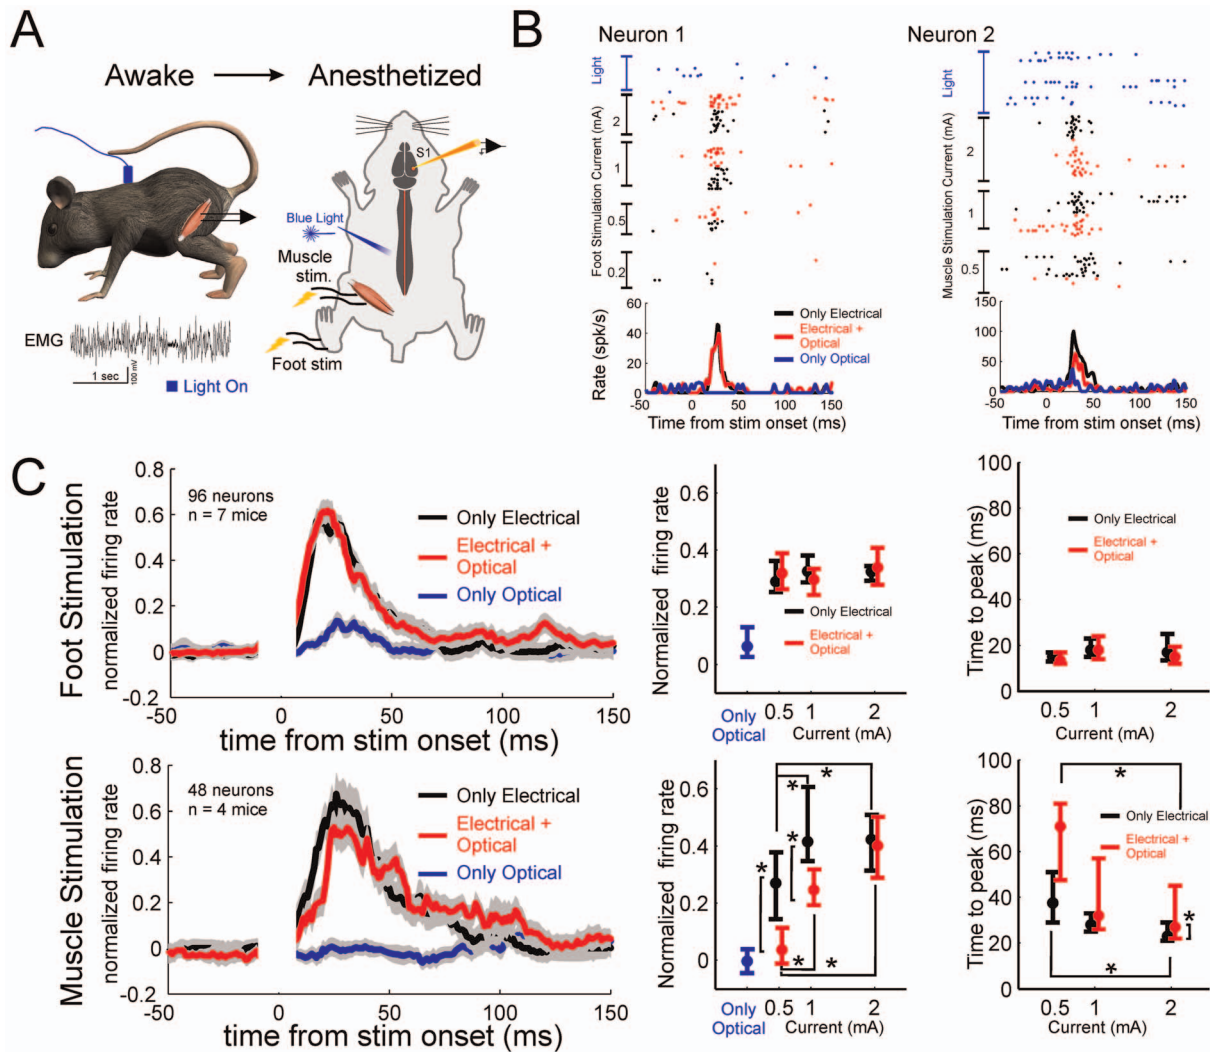 A
Awake
Anesthetized
S1
Blue Light
Muscle
stim.
Foot stim
EMG
1 sec
100 mV
Light On
B
Neuron 1
Light
Foot Stimulation Current (mA)
2
1
0.5
0.2
60
40
20
0
Rate (spk/s)
Only Electrical
Electrical +
Optical
Only Optical
-50
0
50
100
150
Time from stim onset (ms)
Neuron 2
Light
Muscle Stimulation Current (mA)
2
1
0.5
150
100
50
0
-50
0
50
100
150
Time from stim onset (ms)
C
Foot Stimulation
normalized firing rate
0.8
0.6
0.4
0.2
0
-0.2
96 neurons
n = 7 mice
Only Electrical
Electrical +
Optical
Only Optical
-50
0
50
100
150
time from stim onset (ms)
Normalized firing rate
0.6
0.4
0.2
0
Only Electrical
Electrical +
Optical
Only
Optical
0.5
1
2
Current (mA)
Time to peak (ms)
100
80
60
40
20
0
Only Electrical
Electrical +
Optical
0.5
1
2
Current (mA)
Muscle Stimulation
normalized firing rate
0.8
0.6
0.4
0.2
0
-0.2
48 neurons
n = 4 mice
Only Electrical
Electrical +
Optical
Only Optical
-50
0
50
100
150
time from stim onset (ms)
Normalized firing rate
0.6
0.4
0.2
0
*
*
*
*
*
*
Only
Optical
0.5
1
2
Current (mA)
Time to peak (ms)
100
80
60
40
20
0
*
Only Electrical
Electrical +
Optical
*
*
0.5
1
2
Current (mA)